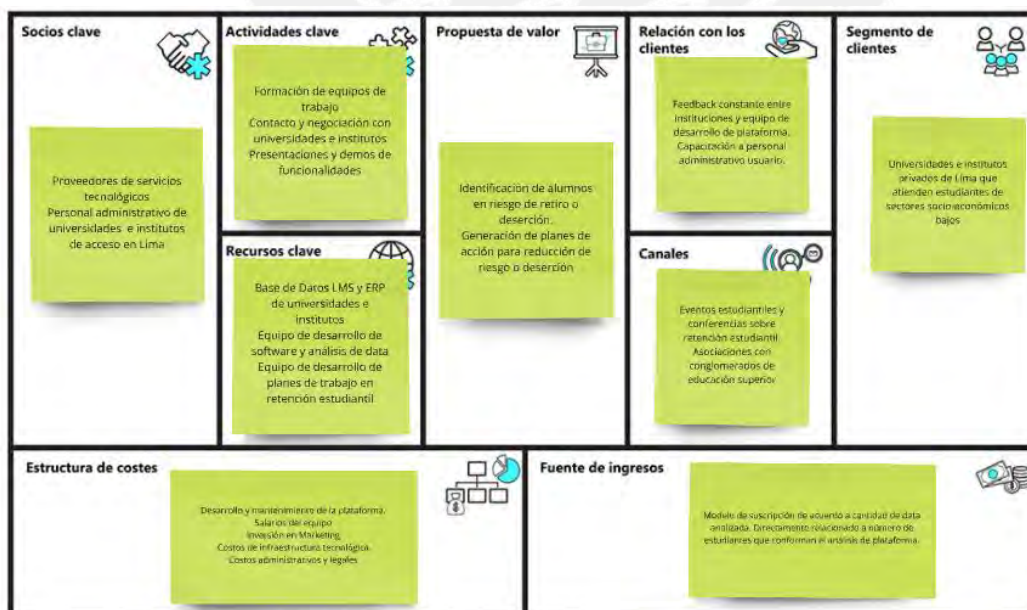 Socios clave
Proveedores de servicios
tecnológicos
Personal administrativo de
universidades e institutos
de acceso en Lima
Actividades clave
Formación de equipos de
trabajo
Contacto y negociación con
universidades e institutos
Presentaciones y demos de
funcionalidades
Recursos clave
Base de Datos LMS y ERP
de universidades e
institutos
Equipo de desarrollo de
software y análisis de data
Equipo de desarrollo de
planes de trabajo en
retención estudiantil
Propuesta de valor
Identificación de alumnos
en riesgo de retiro o
deserción.
Generación de planes de
acción para reducción de
riesgo o deserción
Relación con los
clientes
Feedback constante entre
instituciones y equipo de
desarrollo de plataforma.
Capacitación a personal
administrativo usuario.
Canales
Eventos estudiantiles y
conferencias sobre
retención estudiantil
Asociaciones con
conglomerados de
educación superior
Segmento de
clientes
Universidades e institutos
privados de Lima que
atienden estudiantes de
sectores socioeconómicos
bajos
Estructura de costes
Desarrollo y mantenimiento de la plataforma.
Salarios del equipo
Inversión en Marketing
Costos de infraestructura tecnológica.
Costos administrativos y legales
Fuente de ingresos
Modelo de suscripción de acuerdo a cantidad de data
analizada. Directamente relacionado a número de
estudiantes que conforman el análisis de plataforma.